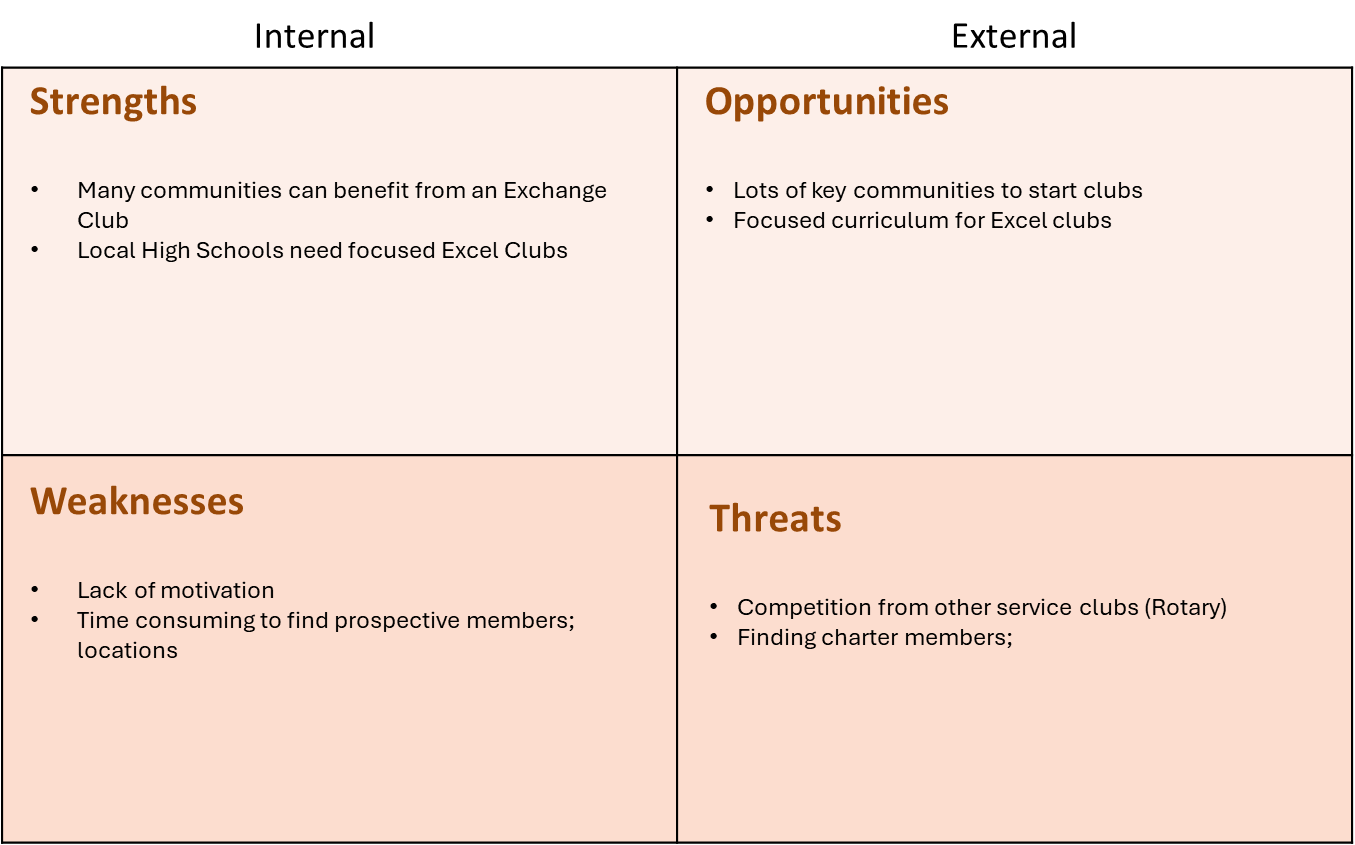 Internal
External
Strengths
• Many communities can benefit from an Exchange
Club
• Local High Schools need focused Excel Clubs
Opportunities
• Lots of key communities to start clubs
• Focused curriculum for Excel clubs
Weaknesses
• Lack of motivation
• Time consuming to find prospective members;
locations
Threats
• Competition from other service clubs (Rotary)
• Finding charter members;